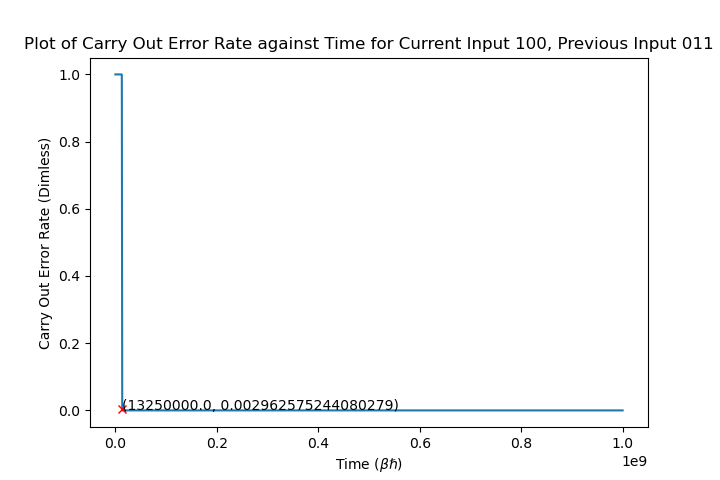 Plot of Carry Out Error Rate against Time for Current Input 100, Previous Input 011
Carry Out Error Rate (Dimless)
1.0
0.8
0.6
0.4
0.2
0.0
(13250000.0, 0.002962575244080279)
0.0 0.2 0.4 0.6 0.8 1.0
1e9
Time (βℏ)